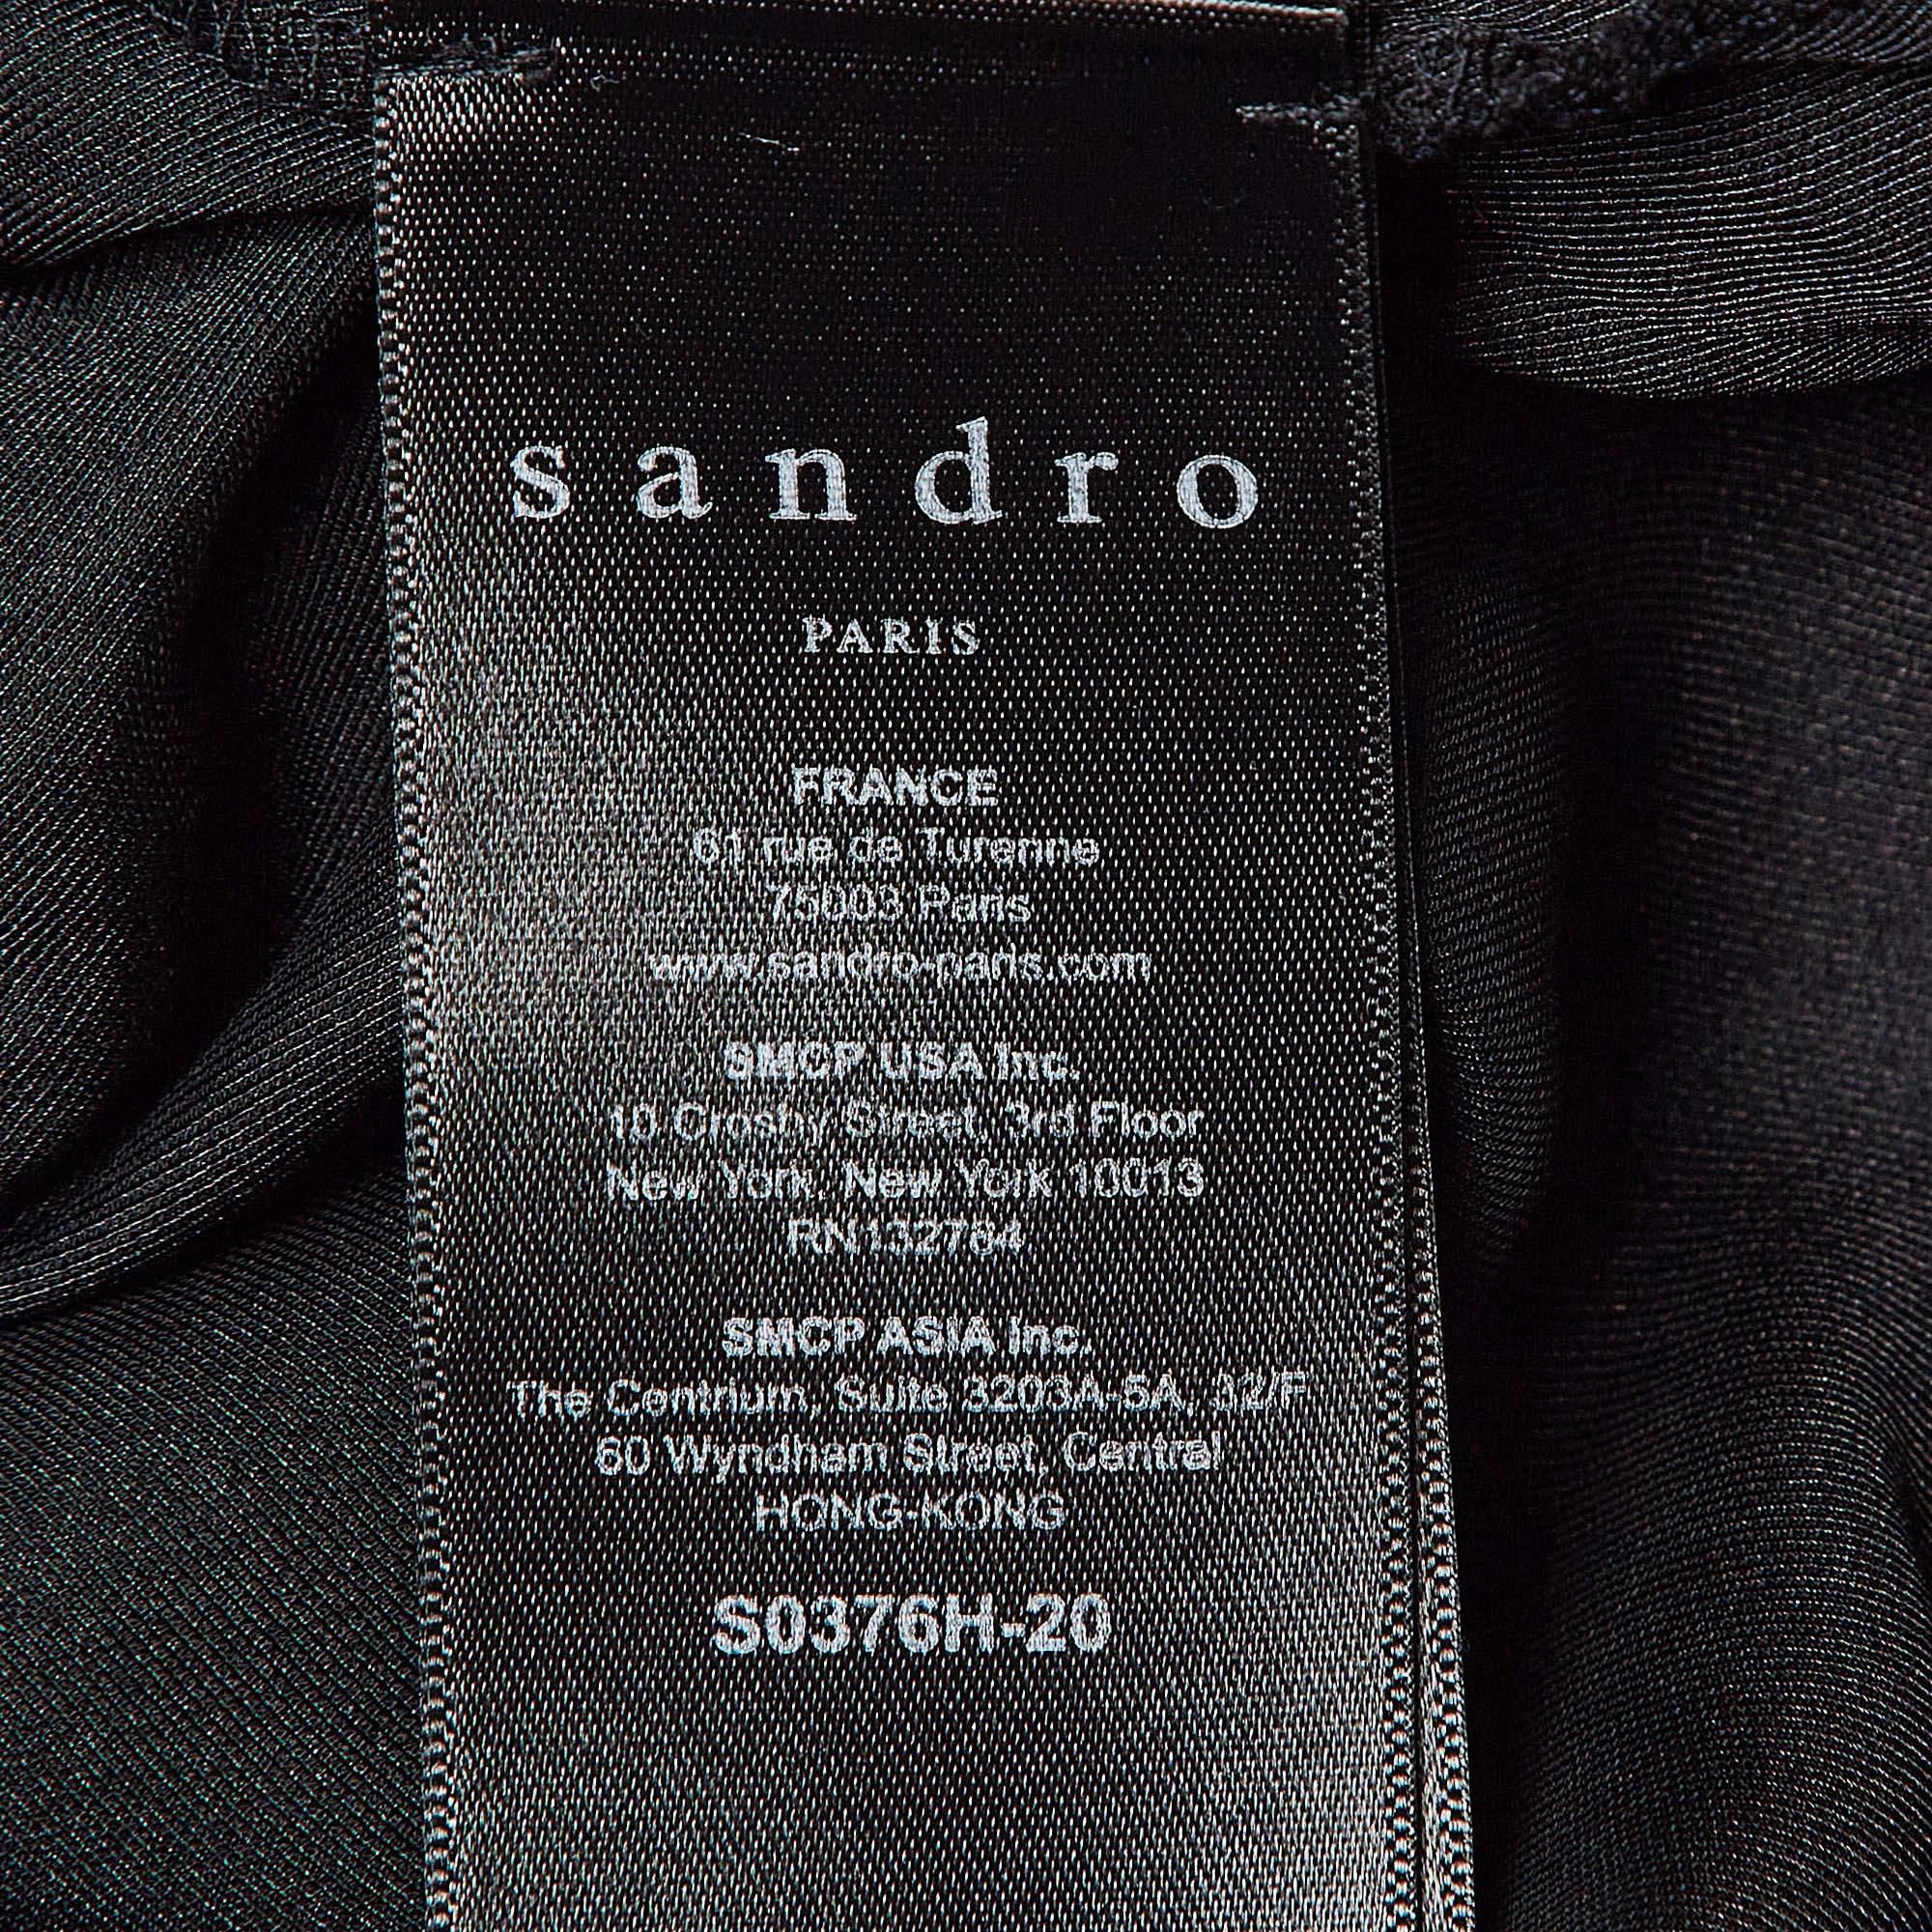 sandro
PARIS
FRANCE
61 rue de Turenne
75003 Paris
www.sandro-paris.com
SMCP USA Inc.
10 Crosby Street, 3rd Floor
New York, New York 10013
RN132784
SMCP ASIA Inc.
The Centrium, Suite 3203A-5A, 32/F
60 Wyndham Street, Central
HONG-KONG
S0376H-20